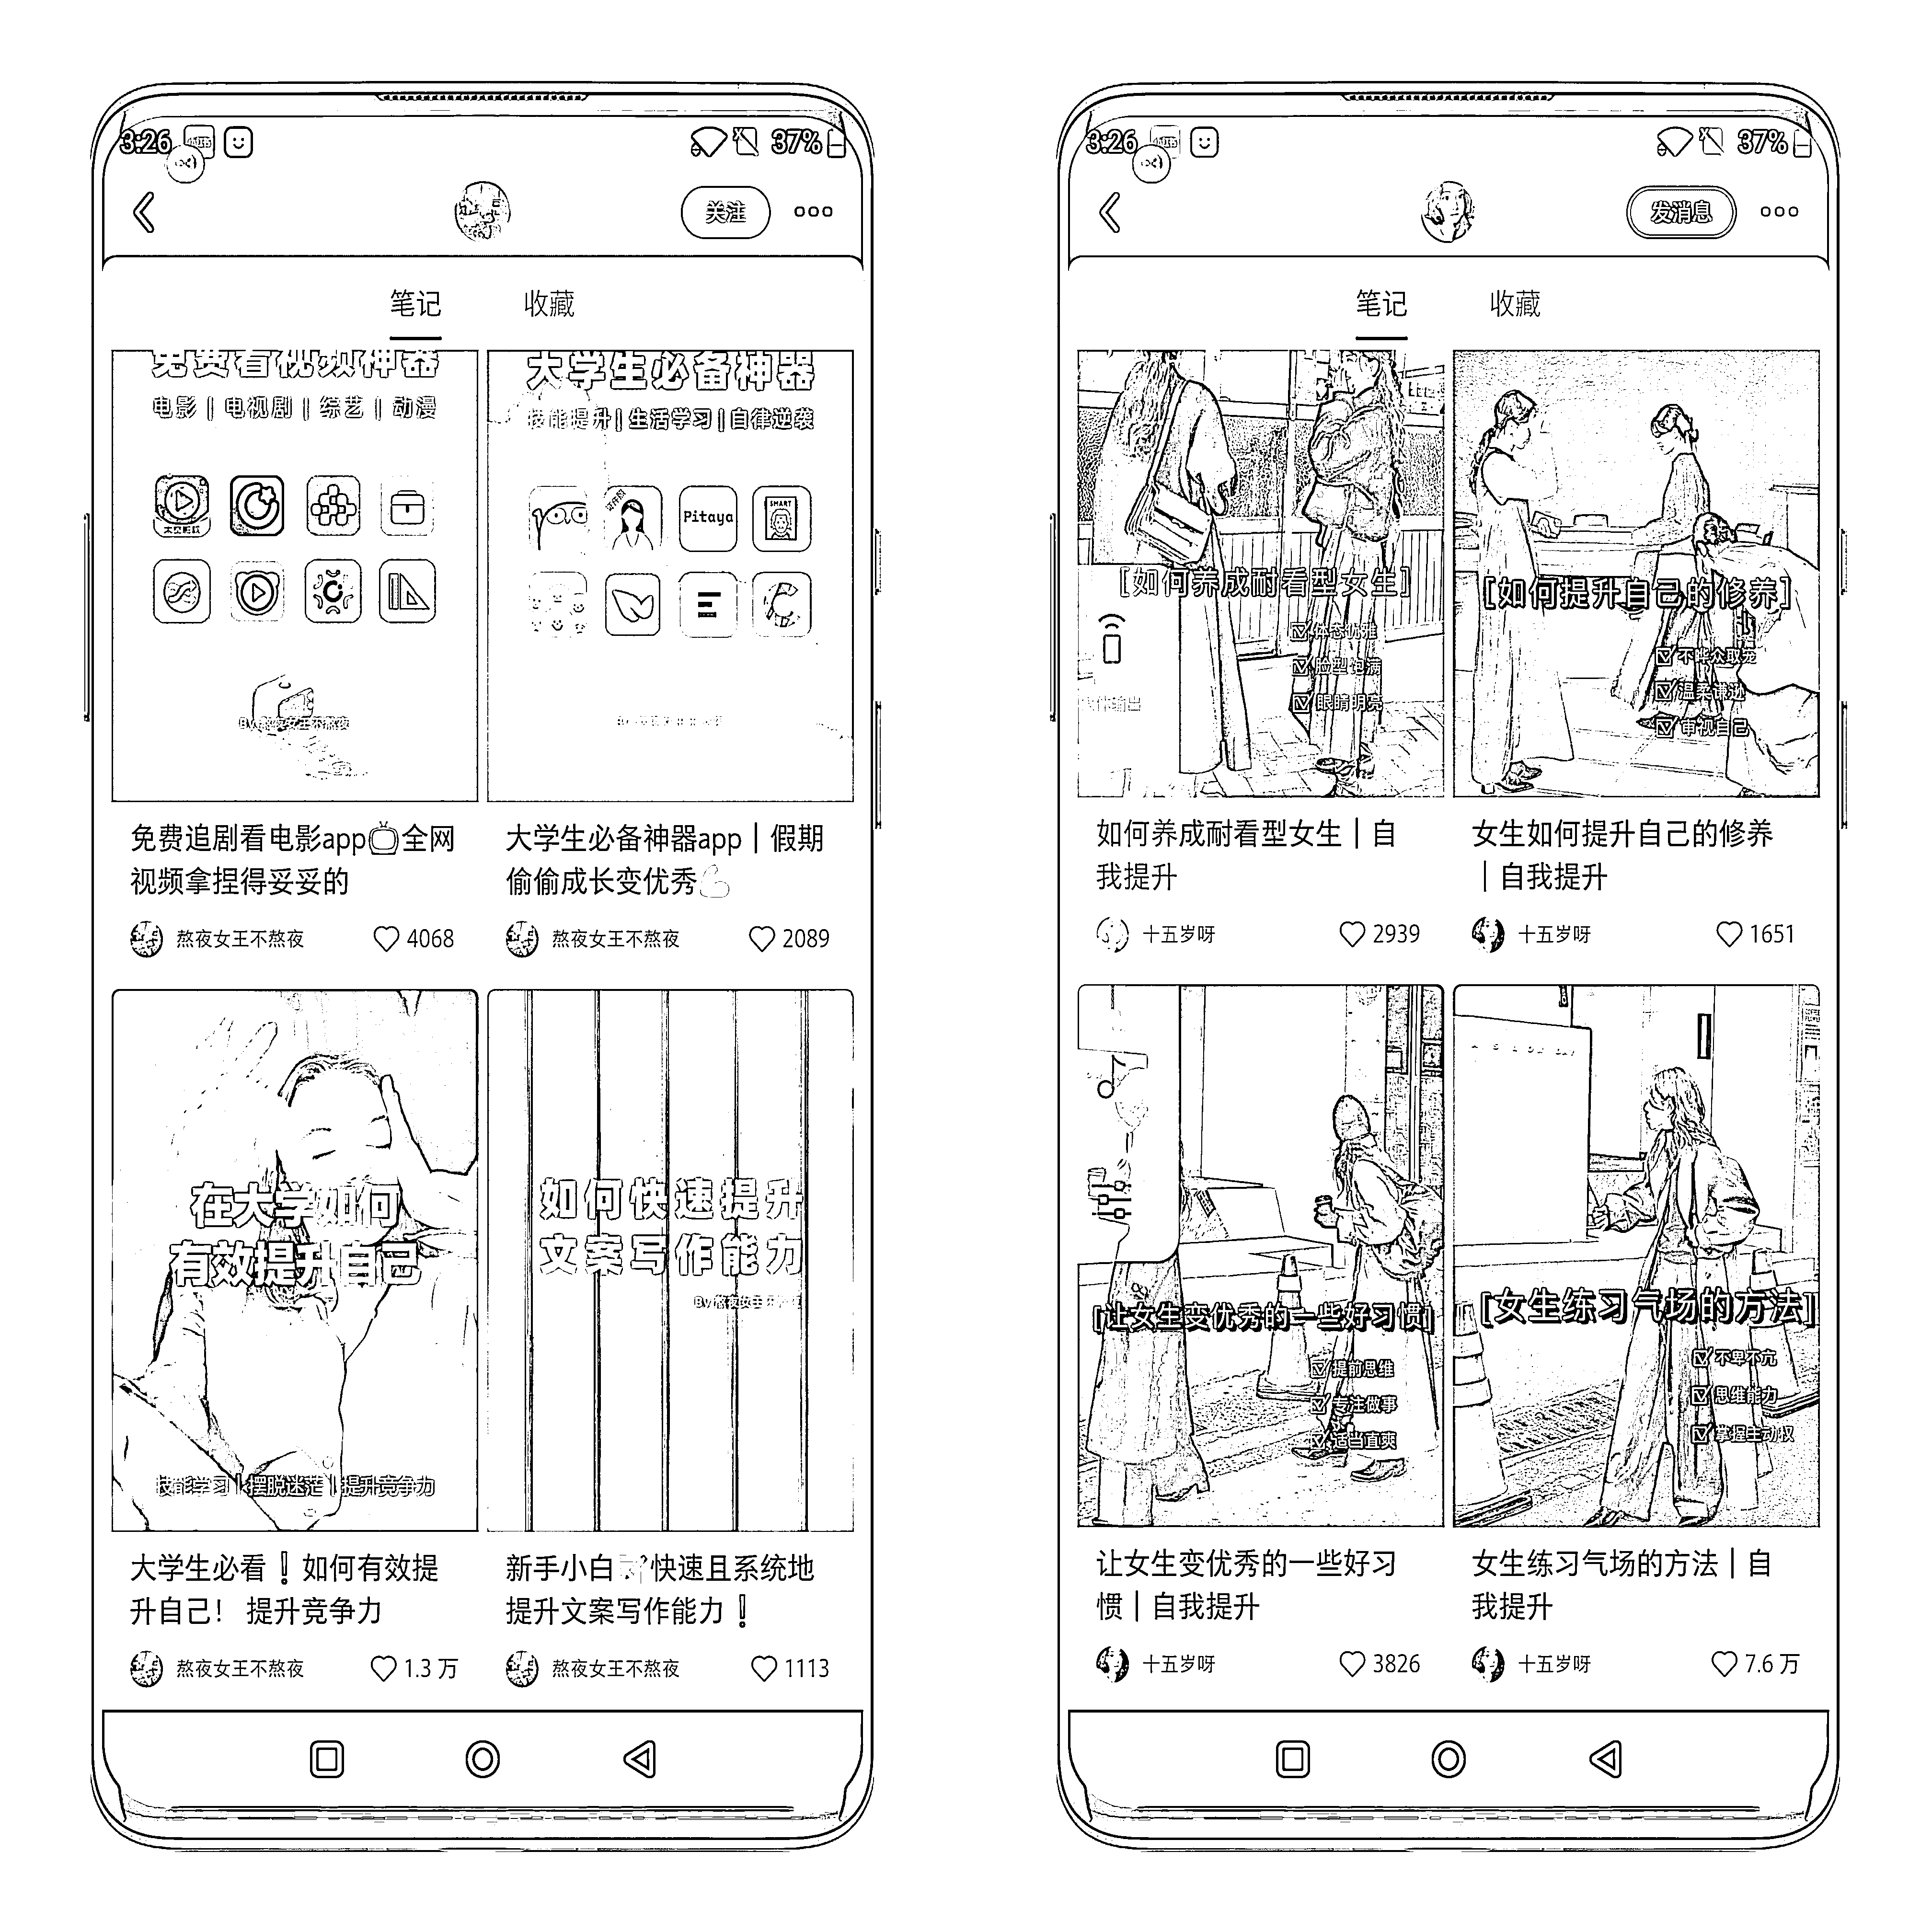 3:26
37%
关注
笔记 收藏
免费看视频神器
电影 | 电视剧 | 综艺 | 动漫
大学生必备神器
技能提升 | 生活学习 | 自律逆袭
Pitaya
SMART
By:熬夜女王不熬夜
免费追剧看电影app📺全网
视频拿捏得妥妥的
熬夜女王不熬夜 4068
大学生必备神器app｜假期
偷偷成长变优秀💪
熬夜女王不熬夜 2089
在大学如何
有效提升自己
技能学习 | 摆脱迷茫 | 提升竞争力
如何快速提升
文案写作能力
By熬夜女王不熬夜
大学生必看❗如何有效提
升自己！ 提升竞争力
熬夜女王不熬夜 1.3 万
新手小白快速且系统地
提升文案写作能力❗
熬夜女王不熬夜 1113
3:26
37%
发消息
笔记 收藏
[如何养成耐看型女生]
☑体态优雅
☑脸型饱满
☑眼睛明亮
[如何提升自己的修养]
☑不哗众取宠
☑温柔谦逊
☑审视自己
如何养成耐看型女生｜自
我提升
十五岁呀 2939
女生如何提升自己的修养
｜自我提升
十五岁呀 1651
[让女生变优秀的一些好习惯]
☑提前思维
☑专注做事
☑适当直爽
[女生练习气场的方法]
☑不卑不亢
☑思维能力
☑掌握主动权
让女生变优秀的一些好习
惯｜自我提升
十五岁呀 3826
女生练习气场的方法｜自
我提升
十五岁呀 7.6 万